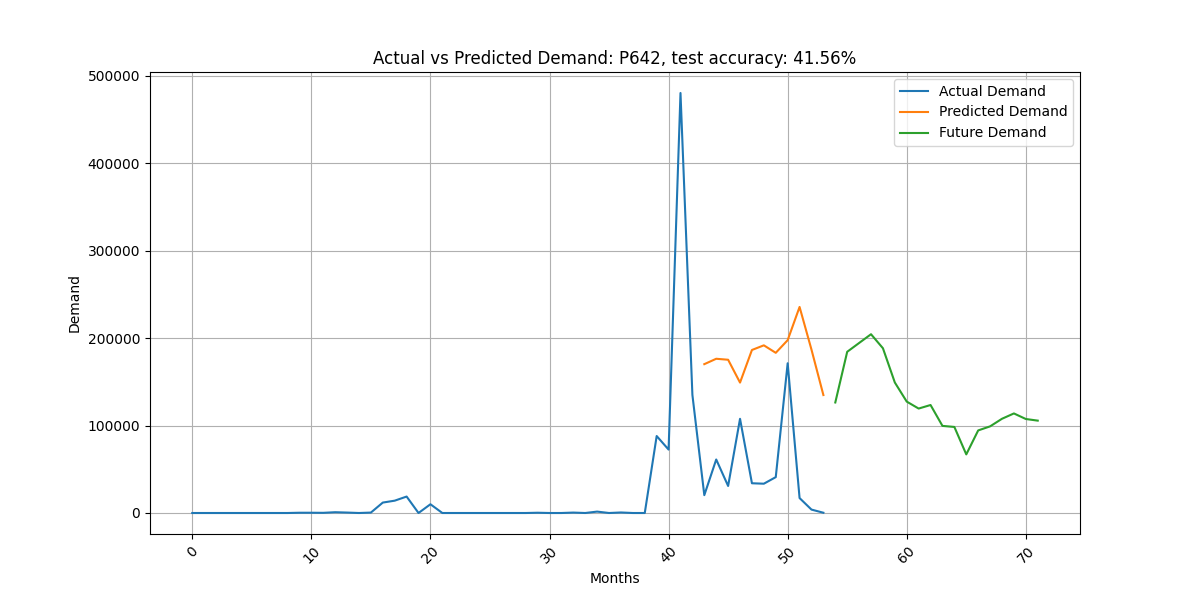 Actual vs Predicted Demand: P642, test accuracy: 41.56%
500000
400000
300000
200000
100000
0
Demand
Actual Demand
Predicted Demand
Future Demand
0
10
20
30
40
50
60
70
Months